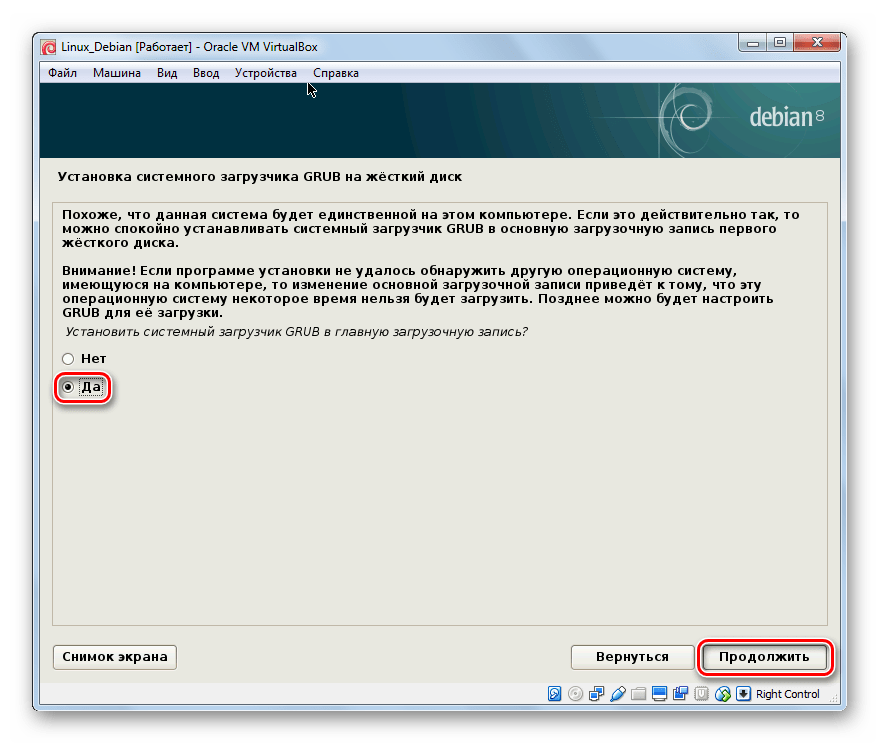 Linux_Debian [Работает] - Oracle VM VirtualBox
Файл Машина Вид Ввод Устройства Справка
debian 8
Установка системного загрузчика GRUB на жёсткий диск
Похоже, что данная система будет единственной на этом компьютере. Если это действительно так, то
можно спокойно устанавливать системный загрузчик GRUB в основную загрузочную запись первого
жёсткого диска.
Внимание! Если программе установки не удалось обнаружить другую операционную систему,
имеющуюся на компьютере, то изменение основной загрузочной записи приведёт к тому, что эту
операционную систему некоторое время нельзя будет загрузить. Позднее можно будет настроить
GRUB для её загрузки.
Установить системный загрузчик GRUB в главную загрузочную запись?
Нет
Да
Снимок экрана Вернуться Продолжить
Right Control